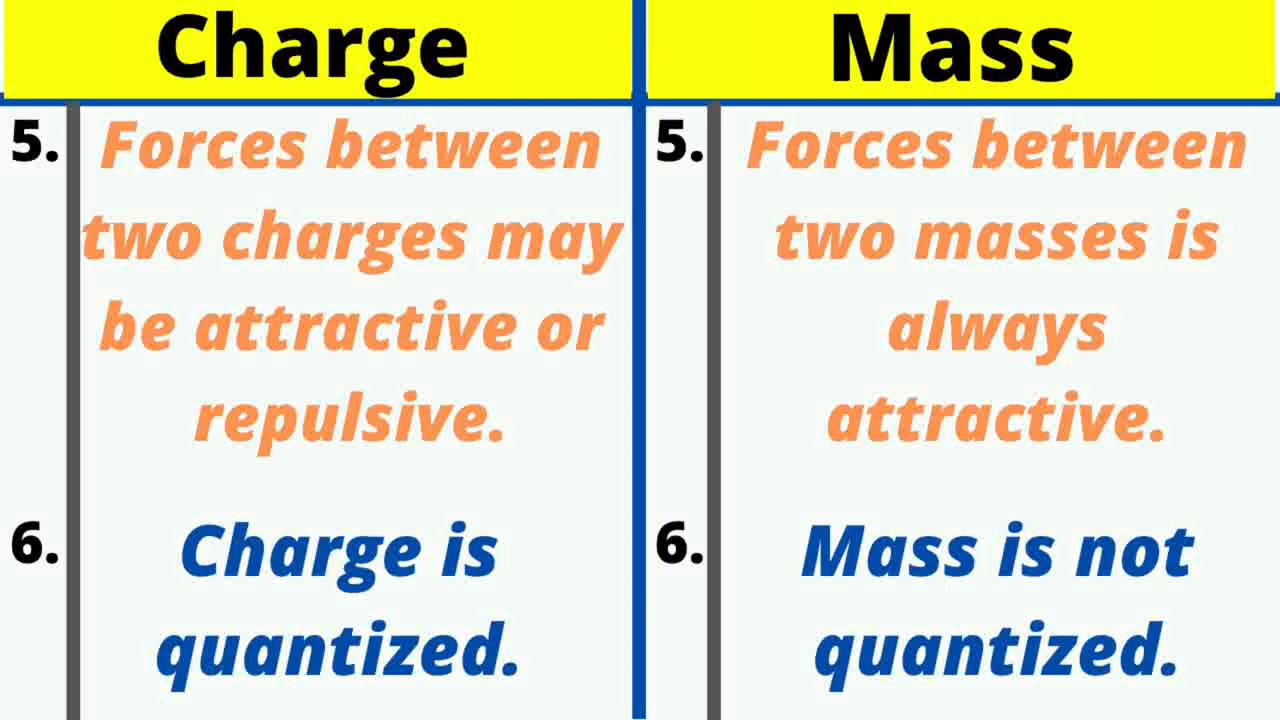 Charge
5. Forces between
two charges may
be attractive or
repulsive.
6. Charge is
quantized.
Mass
5. Forces between
two masses is
always
attractive.
6. Mass is not
quantized.